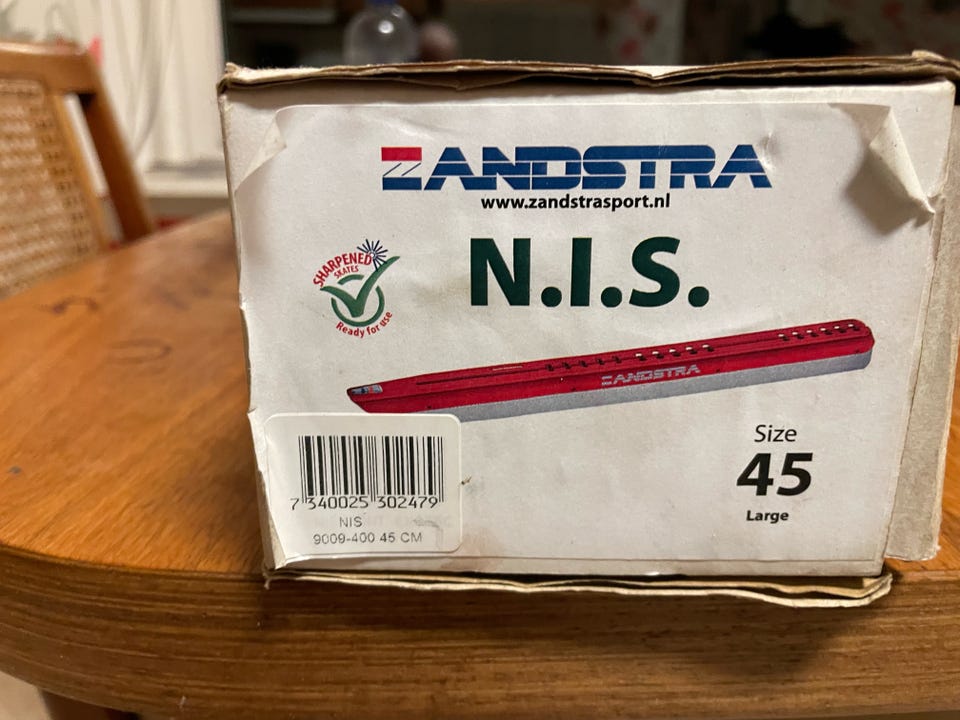 ZANDSTRA
www.zandstrasport.nl
N.I.S.
SHARPENED
SKATES
Ready for use
ZANDSTRA
Size
45
Large
7 340025 302479
NIS
9009-400 45 CM